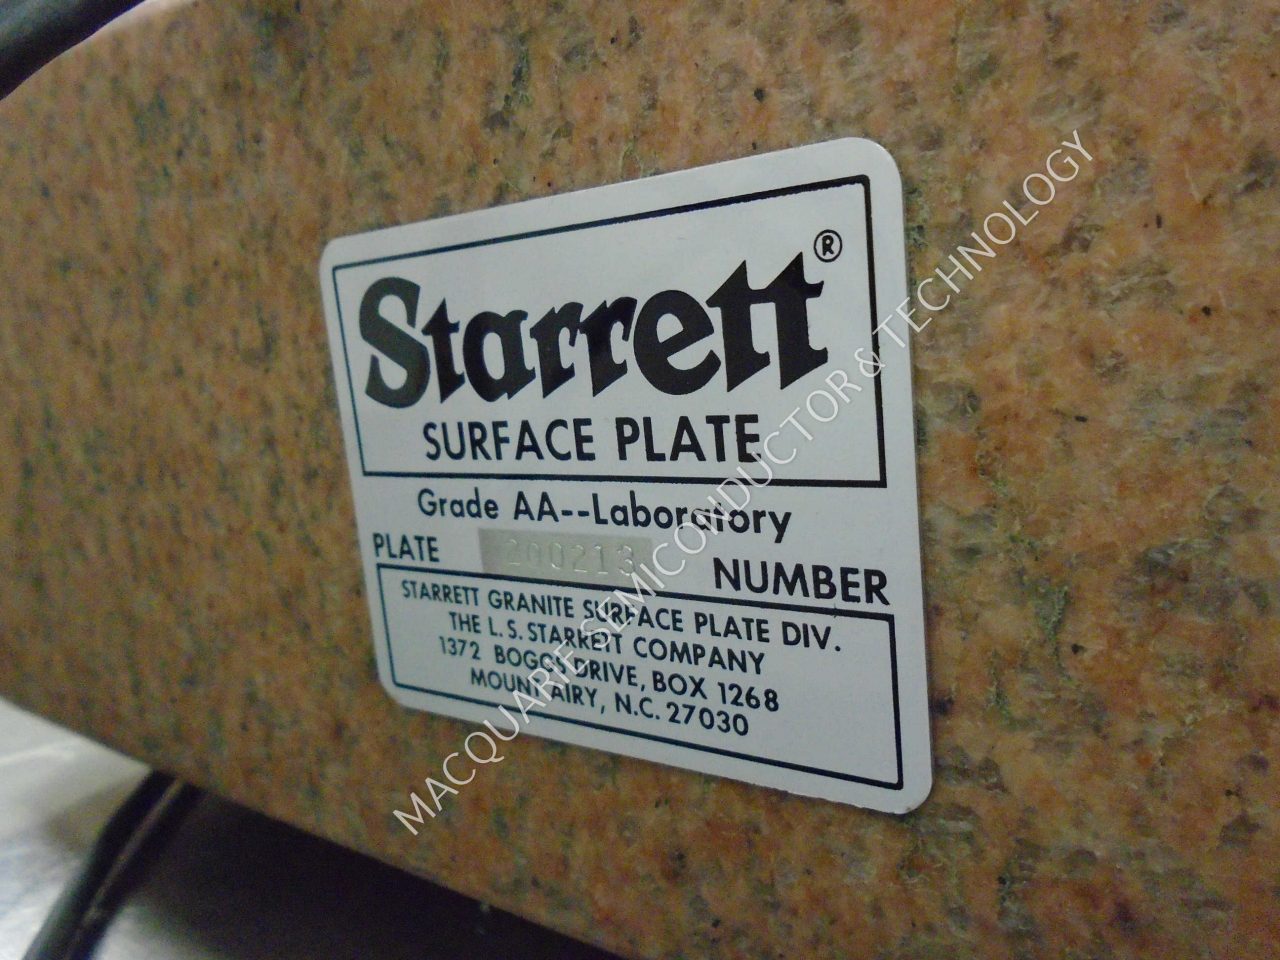 Starrett®
SURFACE PLATE
Grade AA--Laboratory
PLATE 200213 NUMBER
STARRETT GRANITE SURFACE PLATE DIV.
THE L.S. STARRETT COMPANY
1372 BOGGS DRIVE, BOX 1268
MOUNT AIRY, N.C. 27030
MACQUARIE SEMICONDUCTOR & TECHNOLOGY